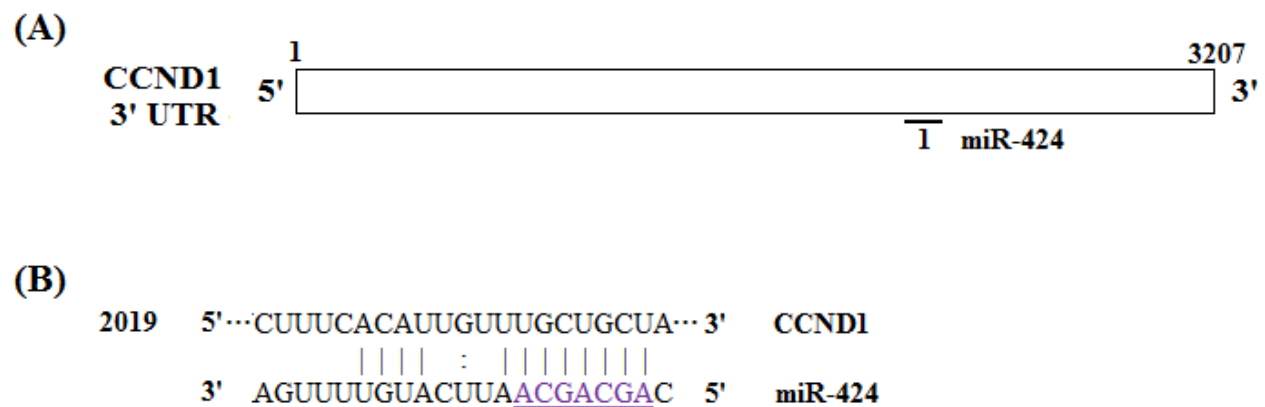 (A)
1 3207
CCND1 5' 3'
3' UTR
1 miR-424
(B)
2019 5'···CUUUCACAUUGUUUGCUGCUA··· 3' CCND1
|||| : ||||||||
3' AGUUUUGUACUUAACGACGAC 5' miR-424